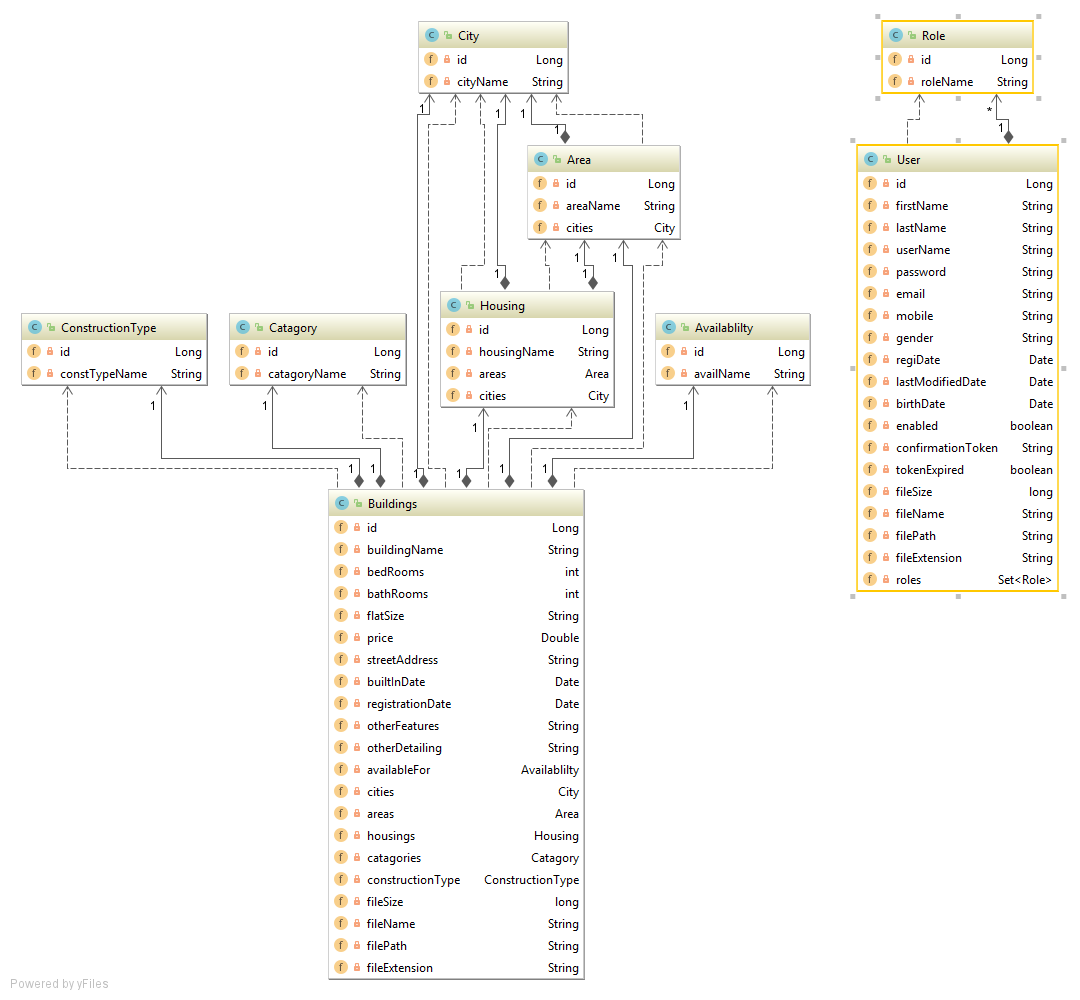 C City
f id Long
f cityName String
C Role
f id Long
f roleName String
1
1
1
1
*
1
C Area
f id Long
f areaName String
f cities City
C User
f id Long
f firstName String
f lastName String
f userName String
f password String
f email String
f mobile String
f gender String
f regiDate Date
f lastModifiedDate Date
f birthDate Date
f enabled boolean
f confirmationToken String
f tokenExpired boolean
f fileSize long
f fileName String
f filePath String
f fileExtension String
f roles Set<Role>
1
1
1
1
C Housing
f id Long
f housingName String
f areas Area
f cities City
C ConstructionType
f id Long
f constTypeName String
C Catagory
f id Long
f catagoryName String
C Availablilty
f id Long
f availName String
1
1
1
1
1
1
1
1
1
1
C Buildings
f id Long
f buildingName String
f bedRooms int
f bathRooms int
f flatSize String
f price Double
f streetAddress String
f builtInDate Date
f registrationDate Date
f otherFeatures String
f otherDetailing String
f availableFor Availablilty
f cities City
f areas Area
f housings Housing
f catagories Catagory
f constructionType ConstructionType
f fileSize long
f fileName String
f filePath String
f fileExtension String
Powered by yFiles